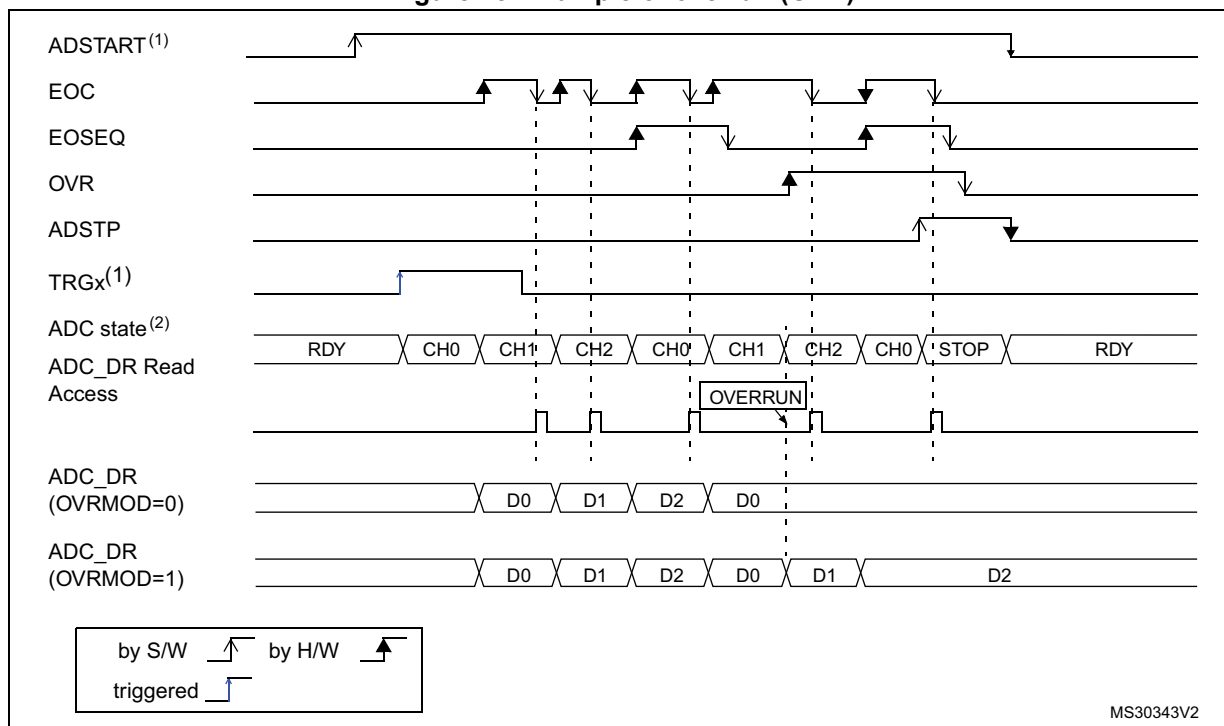 ADSTART(1)
EOC
EOSEQ
OVR
ADSTP
TRGx(1)
ADC state(2)
RDY CH0 CH1 CH2 CH0 CH1 CH2 CH0 STOP RDY
ADC_DR Read
Access
OVERRUN
ADC_DR
(OVRMOD=0)
D0 D1 D2 D0
ADC_DR
(OVRMOD=1)
D0 D1 D2 D0 D1 D2
by S/W by H/W
triggered
MS30343V2